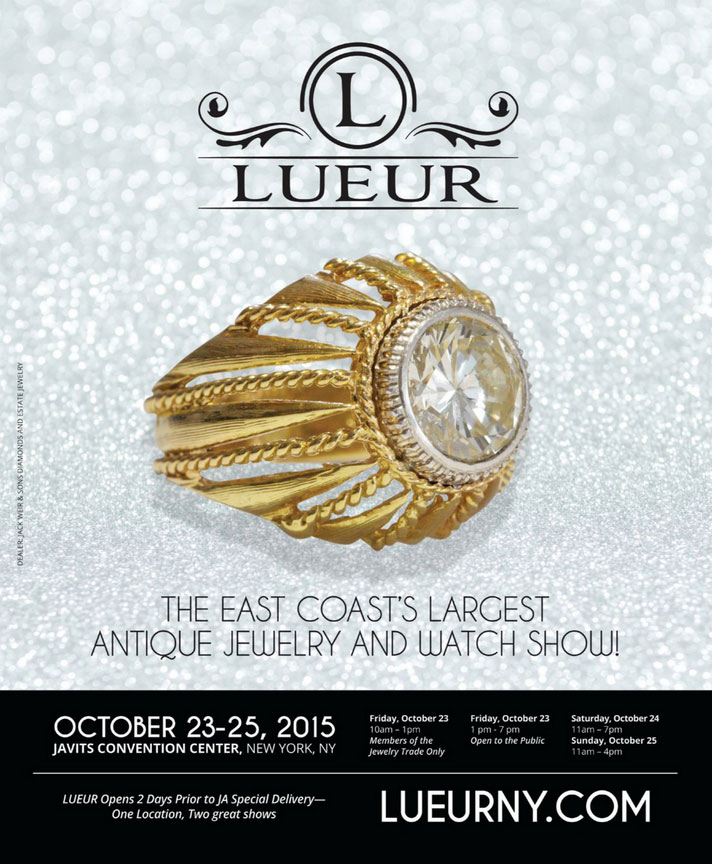 L
LUEUR
DEALER: JACK WEIR & SONS DIAMONDS AND ESTATE JEWELRY
THE EAST COAST'S LARGEST
ANTIQUE JEWELRY AND WATCH SHOW!
OCTOBER 23-25, 2015
JAVITS CONVENTION CENTER, NEW YORK, NY
Friday, October 23
10am – 1pm
Members of the
Jewelry Trade Only
Friday, October 23
1 pm - 7 pm
Open to the Public
Saturday, October 24
11am – 7pm
Sunday, October 25
11am – 4pm
LUEUR Opens 2 Days Prior to JA Special Delivery—
One Location, Two great shows
LUEURNY.COM